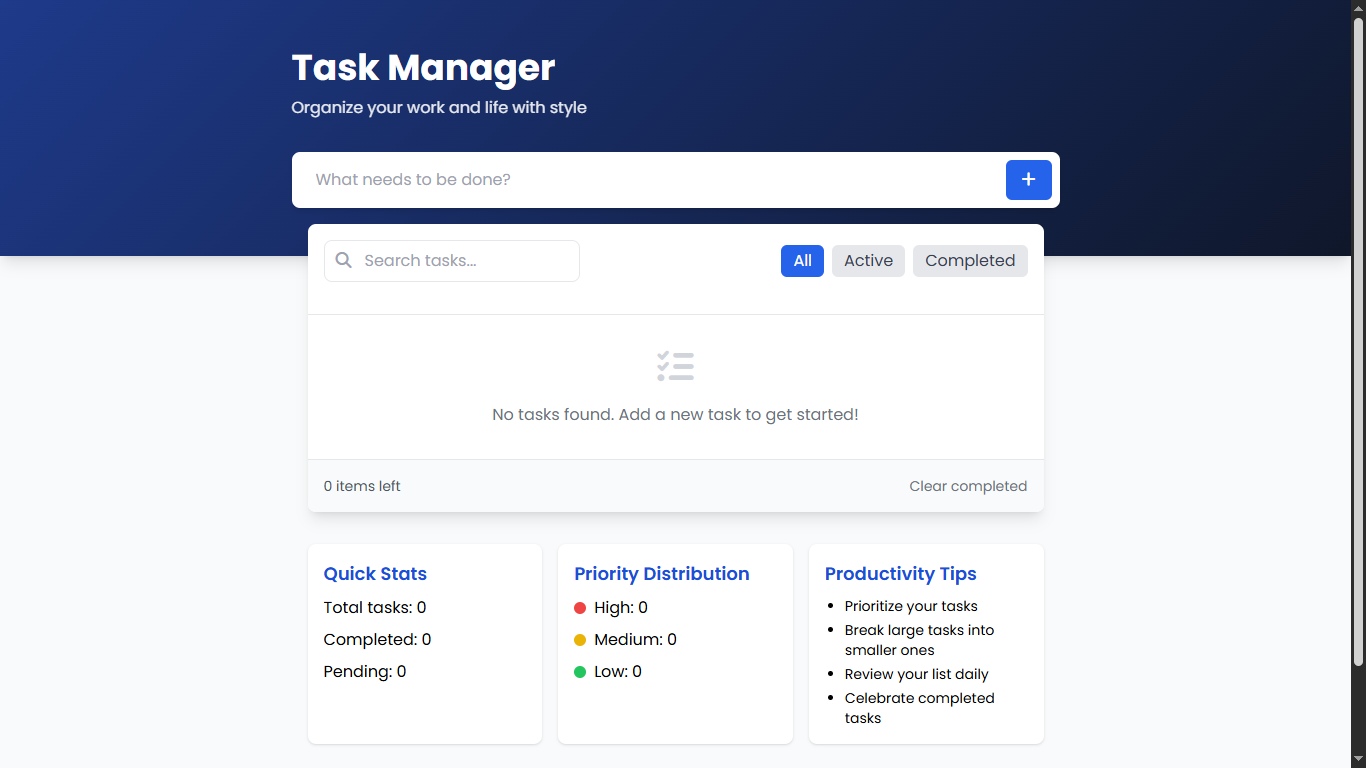 Task Manager
Organize your work and life with style
What needs to be done?
+
Search tasks...
All Active Completed
No tasks found. Add a new task to get started!
0 items left
Clear completed
Quick Stats
Total tasks: 0
Completed: 0
Pending: 0
Priority Distribution
High: 0
Medium: 0
Low: 0
Productivity Tips
Prioritize your tasks
Break large tasks into
smaller ones
Review your list daily
Celebrate completed
tasks